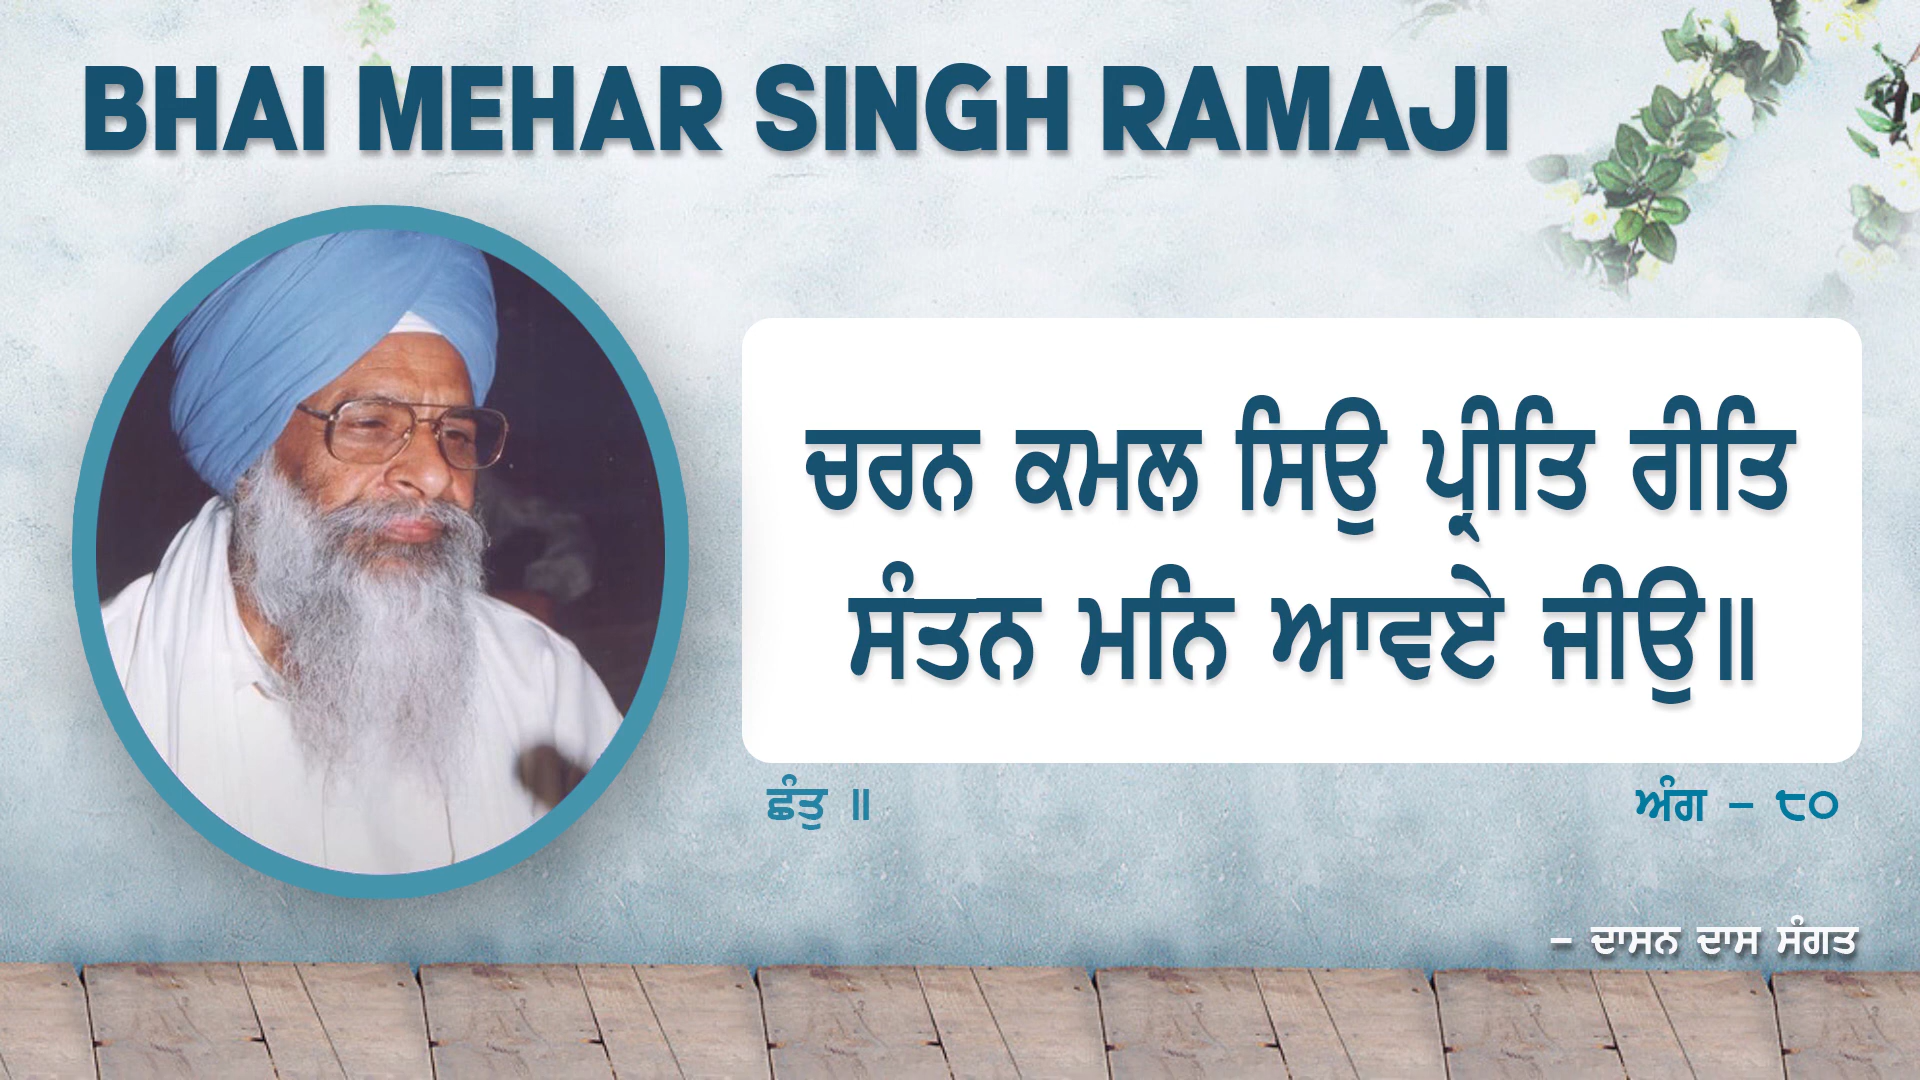 BHAI MEHAR SINGH RAMAJI
ਚਰਨ ਕਮਲ ਸਿਉ ਪ੍ਰੀਤਿ ਰੀਤਿ
ਸੰਤਨ ਮਨਿ ਆਵਏ ਜੀਉ॥
ਛੰਤੁ ॥
ਅੰਗ – ੮੦
– ਦਾਸਨ ਦਾਸ ਸੰਗਤ